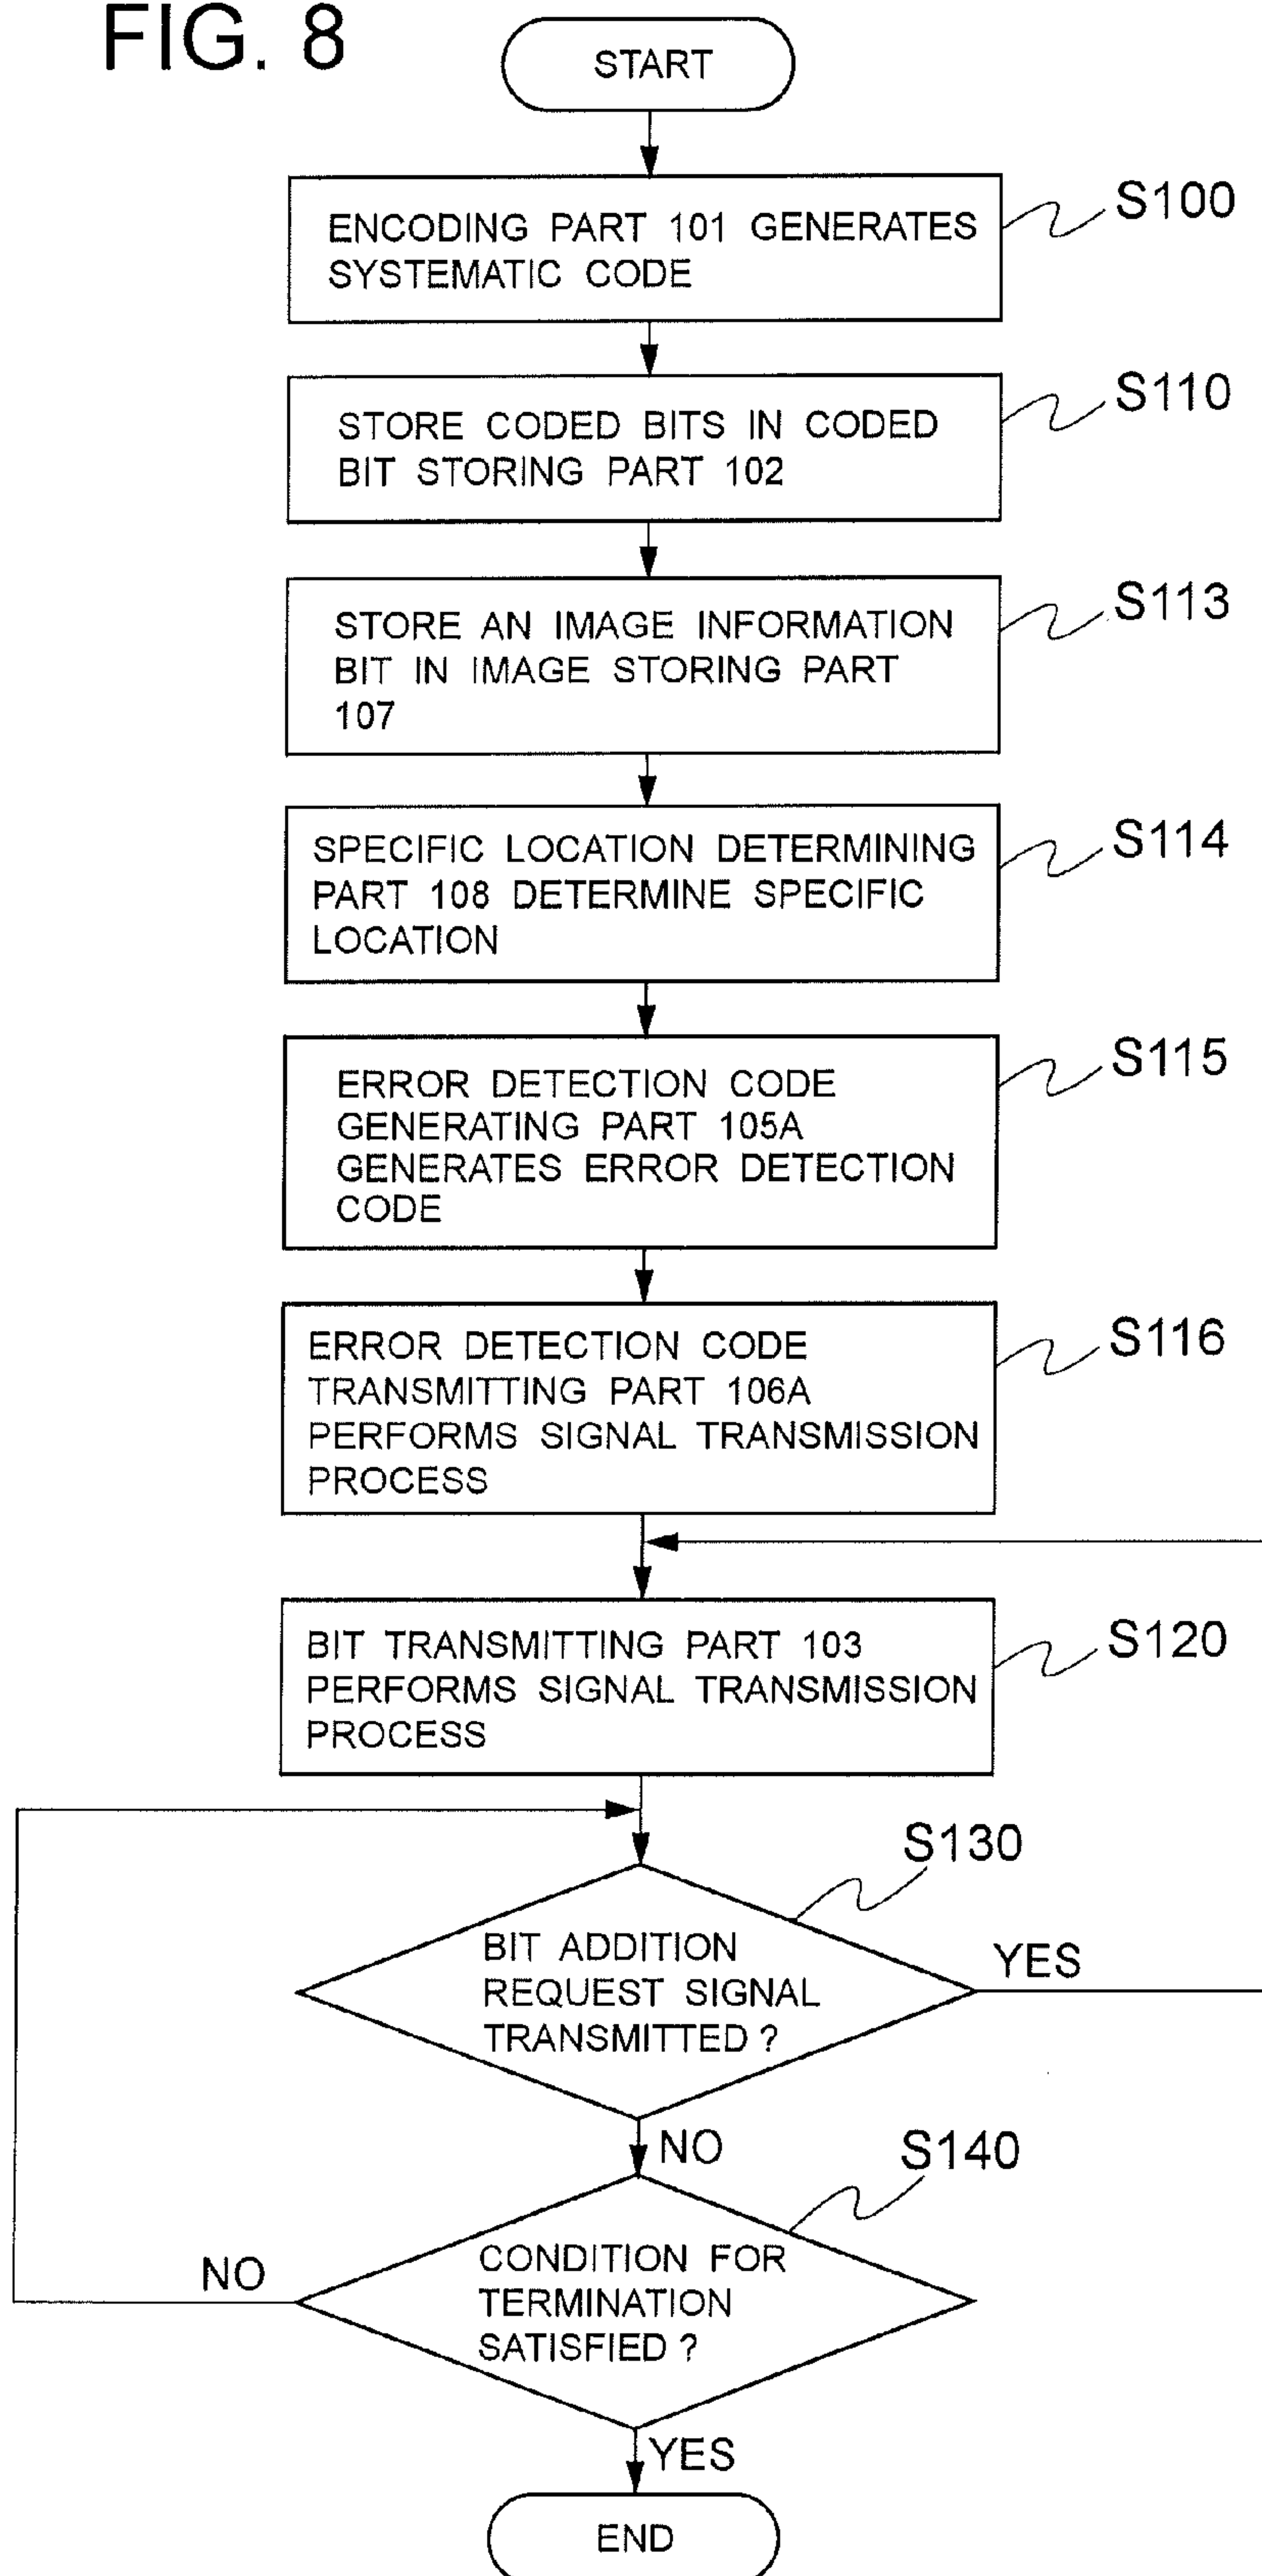 FIG. 8
START
ENCODING PART 101 GENERATES
SYSTEMATIC CODE
S100
STORE CODED BITS IN CODED
BIT STORING PART 102
S110
STORE AN IMAGE INFORMATION
BIT IN IMAGE STORING PART
107
S113
SPECIFIC LOCATION DETERMINING
PART 108 DETERMINE SPECIFIC
LOCATION
S114
ERROR DETECTION CODE
GENERATING PART 105A
GENERATES ERROR DETECTION
CODE
S115
ERROR DETECTION CODE
TRANSMITTING PART 106A
PERFORMS SIGNAL TRANSMISSION
PROCESS
S116
BIT TRANSMITTING PART 103
PERFORMS SIGNAL TRANSMISSION
PROCESS
S120
S130
BIT ADDITION
REQUEST SIGNAL
TRANSMITTED ?
YES
NO
S140
CONDITION FOR
TERMINATION
SATISFIED ?
NO
YES
END